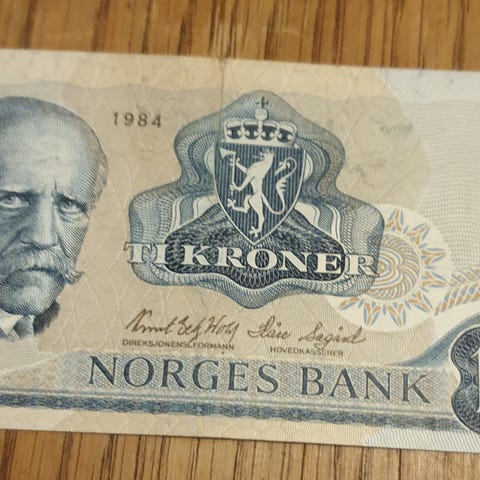 1984
TI KRONER
DIREKSJONENS FORMANN HOVEDKASSERER
NORGES BANK